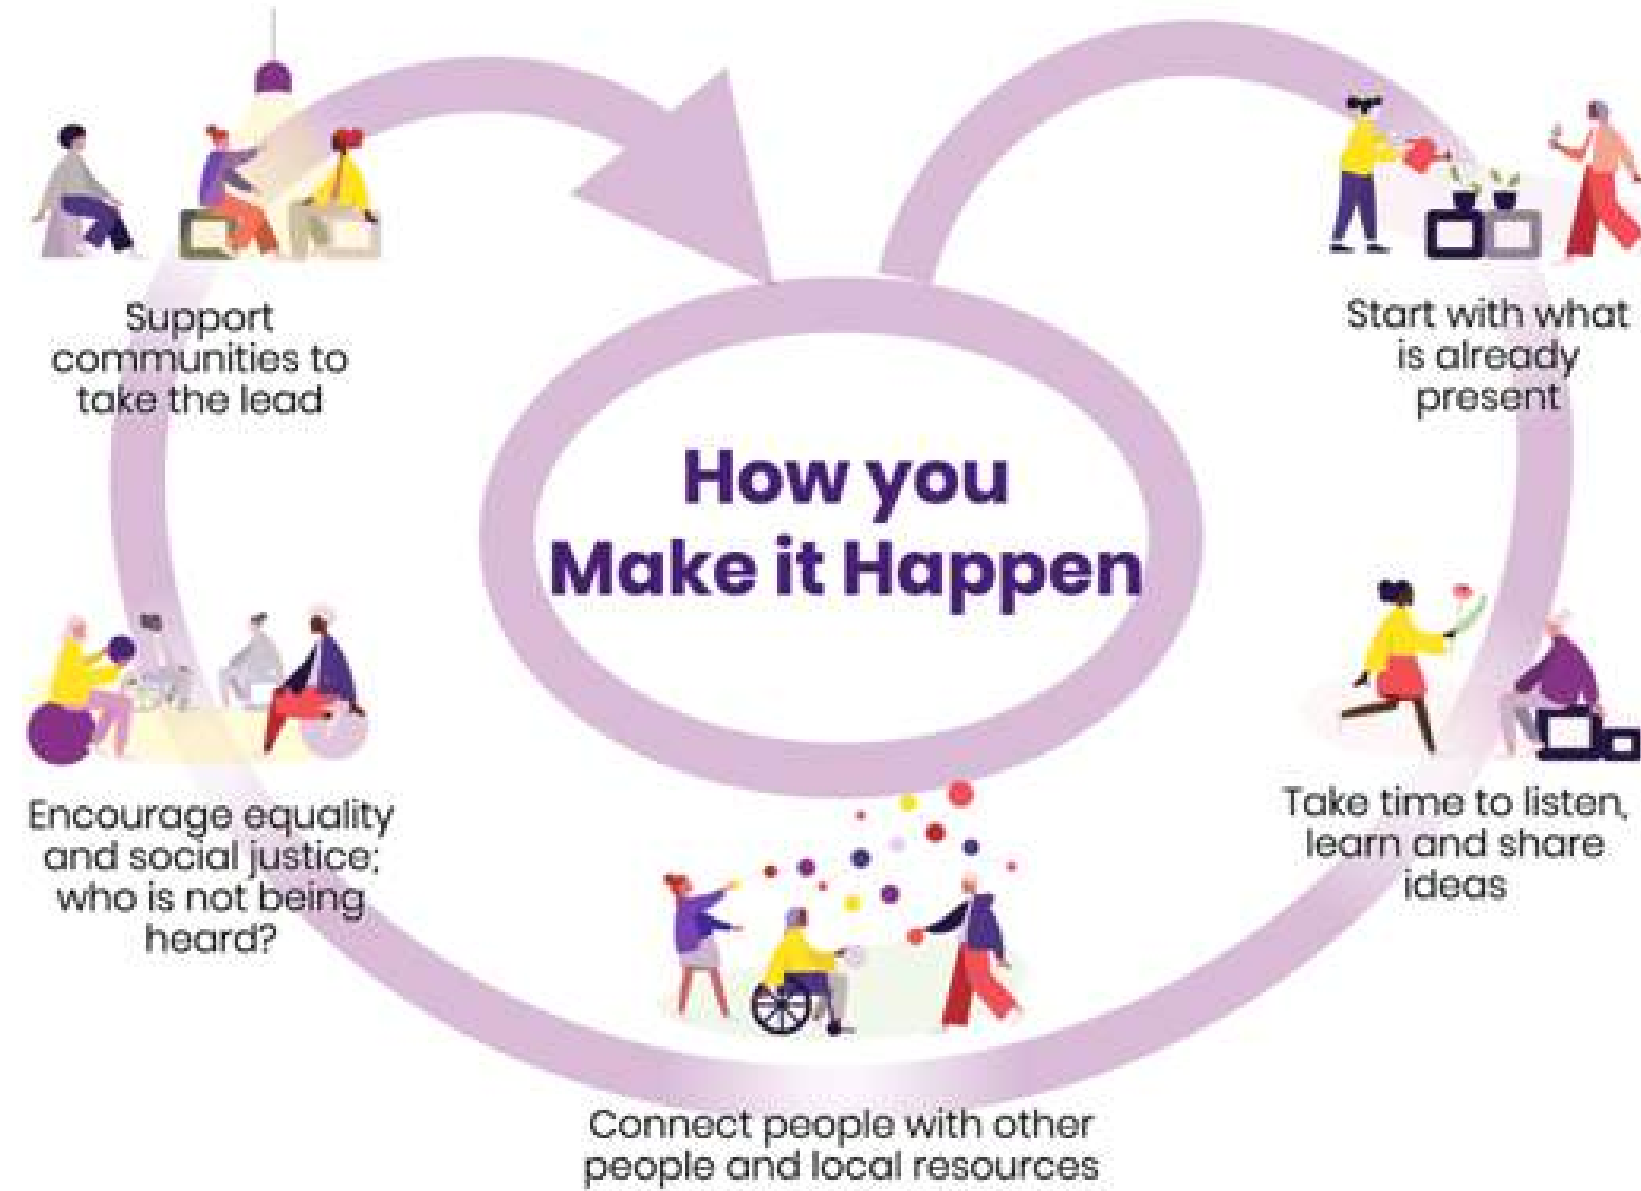 How you
Make it Happen
Start with what
is already
present
Take time to listen,
learn and share
ideas
Connect people with other
people and local resources
Encourage equality
and social justice;
who is not being
heard?
Support
communities to
take the lead